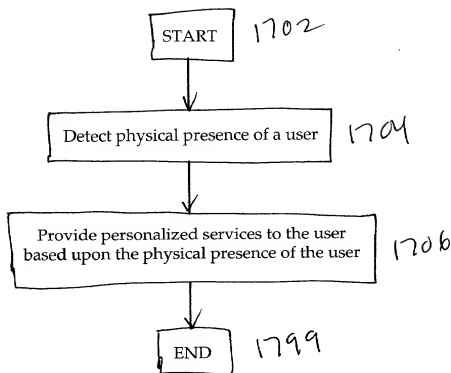 START 1702
Detect physical presence of a user 1704
Provide personalized services to the user
based upon the physical presence of the user 1706
END 1799